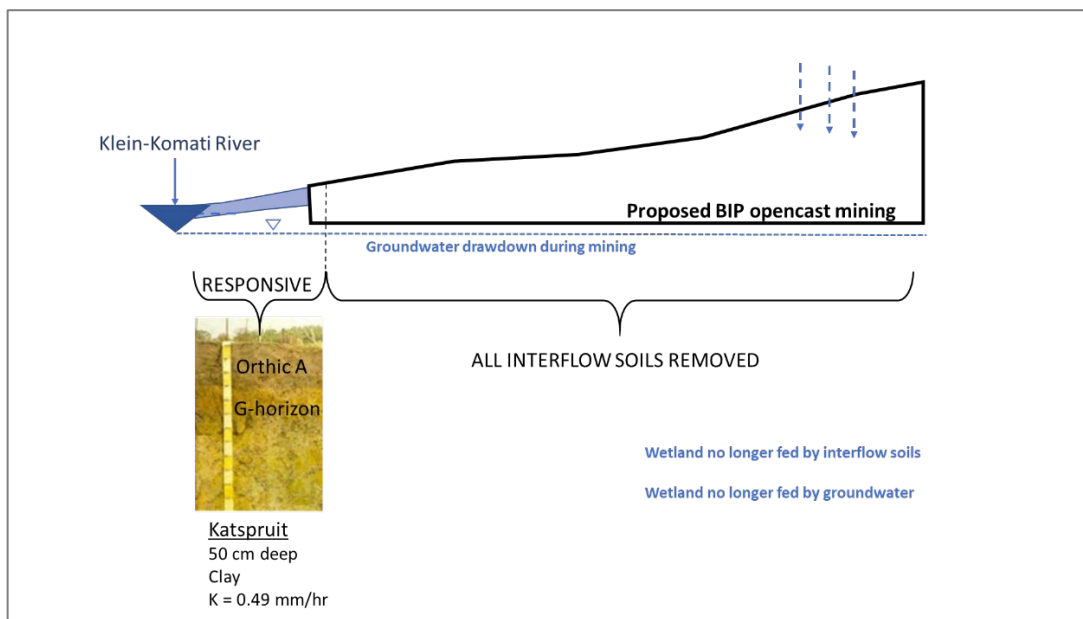 Klein-Komati River
Proposed BIP opencast mining
Groundwater drawdown during mining
RESPONSIVE
ALL INTERFLOW SOILS REMOVED
Orthic A
G-horizon
Wetland no longer fed by interflow soils
Wetland no longer fed by groundwater
Katspruit
50 cm deep
Clay
K = 0.49 mm/hr